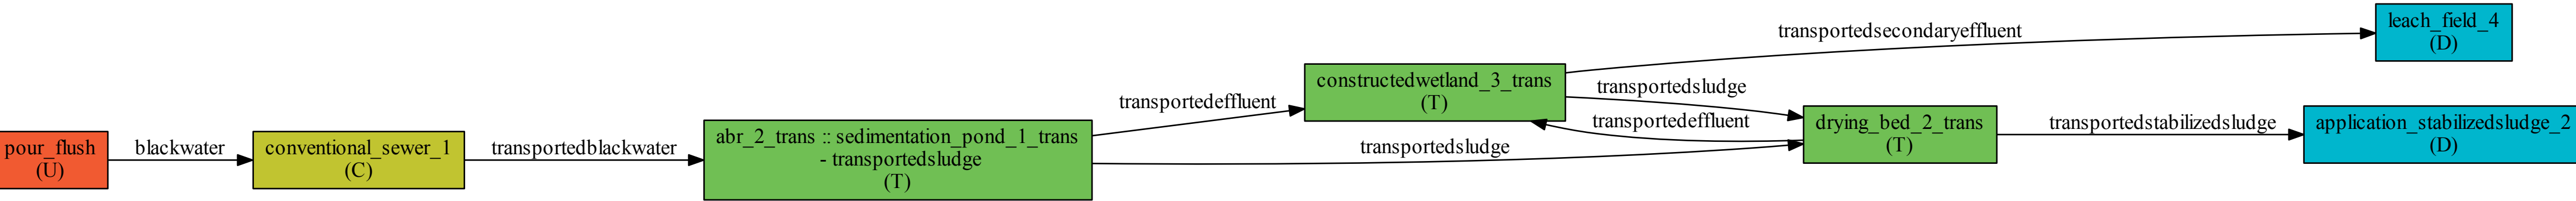 pour_flush
(U)
blackwater
conventional_sewer_1
(C)
transportedblackwater
abr_2_trans :: sedimentation_pond_1_trans
- transportedsludge
(T)
transportedeffluent
transportedsludge
constructedwetland_3_trans
(T)
transportedsecondaryeffluent
transportedsludge
transportedeffluent
drying_bed_2_trans
(T)
transportedstabilizedsludge
leach_field_4
(D)
application_stabilizedsludge_2
(D)